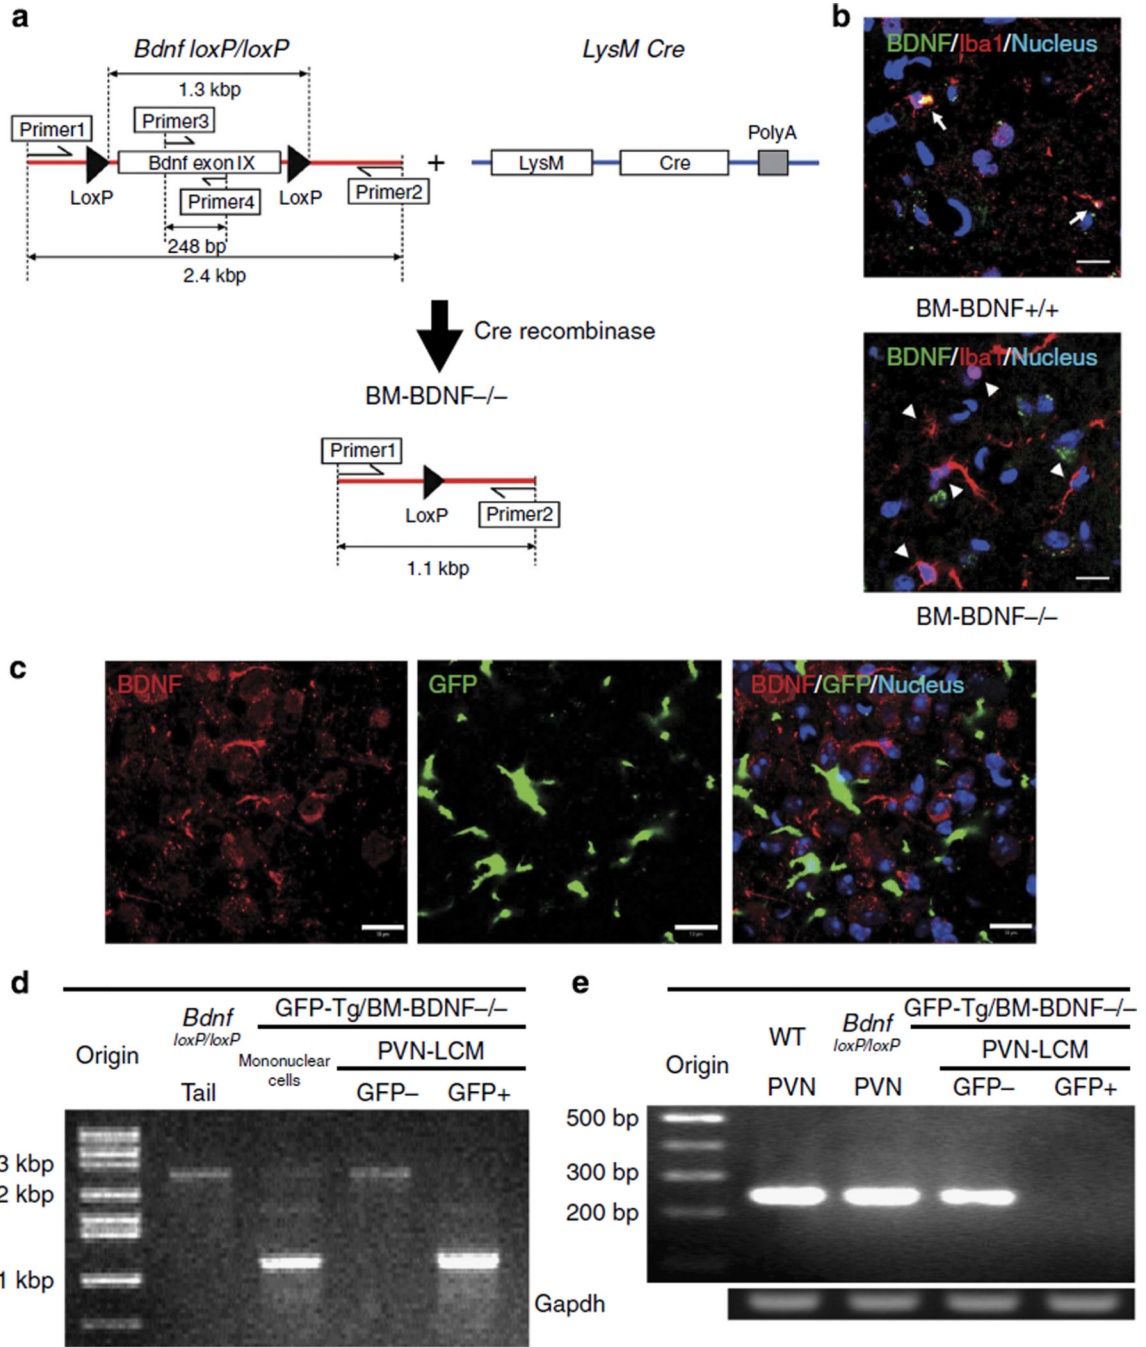 a
Bdnf loxP/loxP
LysM Cre
1.3 kbp
Primer1
Primer3
Bdnf exon IX
LoxP
Primer4
LoxP
Primer2
248 bp
2.4 kbp
+
PolyA
LysM
Cre
Cre recombinase
BM-BDNF–/–
Primer1
LoxP
Primer2
1.1 kbp
b
BDNF/Iba1/Nucleus
BM-BDNF+/+
BDNF/Iba1/Nucleus
BM-BDNF–/–
c
BDNF
GFP
BDNF/GFP/Nucleus
d
Origin
Bdnf
loxP/loxP
Tail
GFP-Tg/BM-BDNF–/–
Mononuclear
cells
PVN-LCM
GFP–
GFP+
3 kbp
2 kbp
1 kbp
e
Origin
WT
PVN
Bdnf
loxP/loxP
PVN
GFP-Tg/BM-BDNF–/–
PVN-LCM
GFP–
GFP+
500 bp
300 bp
200 bp
Gapdh